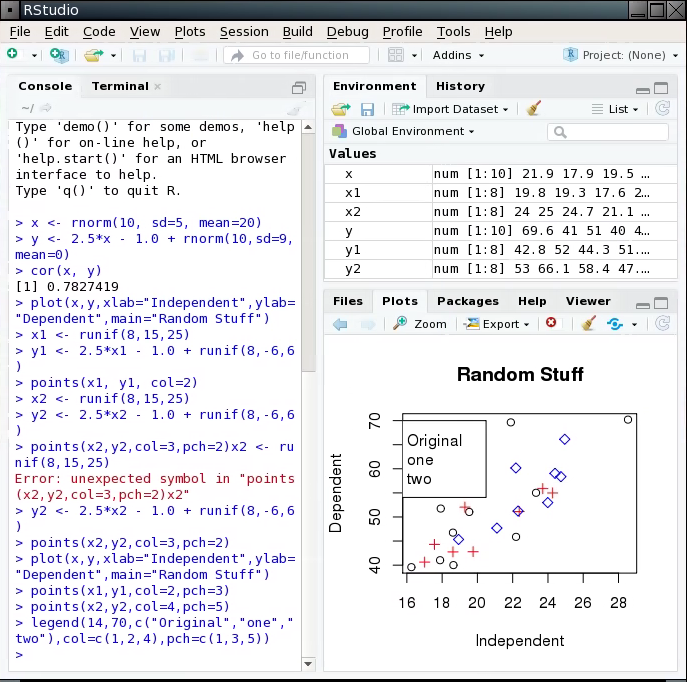 RStudio
File Edit Code View Plots Session Build Debug Profile Tools Help
Go to file/function
Addins
R Project: (None)
Console Terminal
~/
Type 'demo()' for some demos, 'help
()' for on-line help, or
'help.start()' for an HTML browser
interface to help.
Type 'q()' to quit R.
> x <- rnorm(10, sd=5, mean=20)
> y <- 2.5*x - 1.0 + rnorm(10,sd=9,
mean=0)
> cor(x, y)
[1] 0.7827419
> plot(x,y,xlab="Independent",ylab=
"Dependent",main="Random Stuff")
> x1 <- runif(8,15,25)
> y1 <- 2.5*x1 - 1.0 + runif(8,-6,6
)
> points(x1, y1, col=2)
> x2 <- runif(8,15,25)
> y2 <- 2.5*x2 - 1.0 + runif(8,-6,6
)
> points(x2,y2,col=3,pch=2)x2 <- ru
nif(8,15,25)
Error: unexpected symbol in "points
(x2,y2,col=3,pch=2)x2"
> y2 <- 2.5*x2 - 1.0 + runif(8,-6,6
)
> points(x2,y2,col=3,pch=2)
> plot(x,y,xlab="Independent",ylab=
"Dependent",main="Random Stuff")
> points(x1,y1,col=2,pch=3)
> points(x2,y2,col=4,pch=5)
> legend(14,70,c("Original","one","
two"),col=c(1,2,4),pch=c(1,3,5))
>
Environment History
Import Dataset List
Global Environment
Values
x num [1:10] 21.9 17.9 19.5 …
x1 num [1:8] 19.8 19.3 17.6 2…
x2 num [1:8] 24 25 24.7 21.1 …
y num [1:10] 69.6 41 51 40 4…
y1 num [1:8] 42.8 52 44.3 51.…
y2 num [1:8] 53 66.1 58.4 47.…
Files Plots Packages Help Viewer
Zoom Export
Random Stuff
Dependent
70
60
50
40
Original
one
two
16 18 20 22 24 26 28
Independent